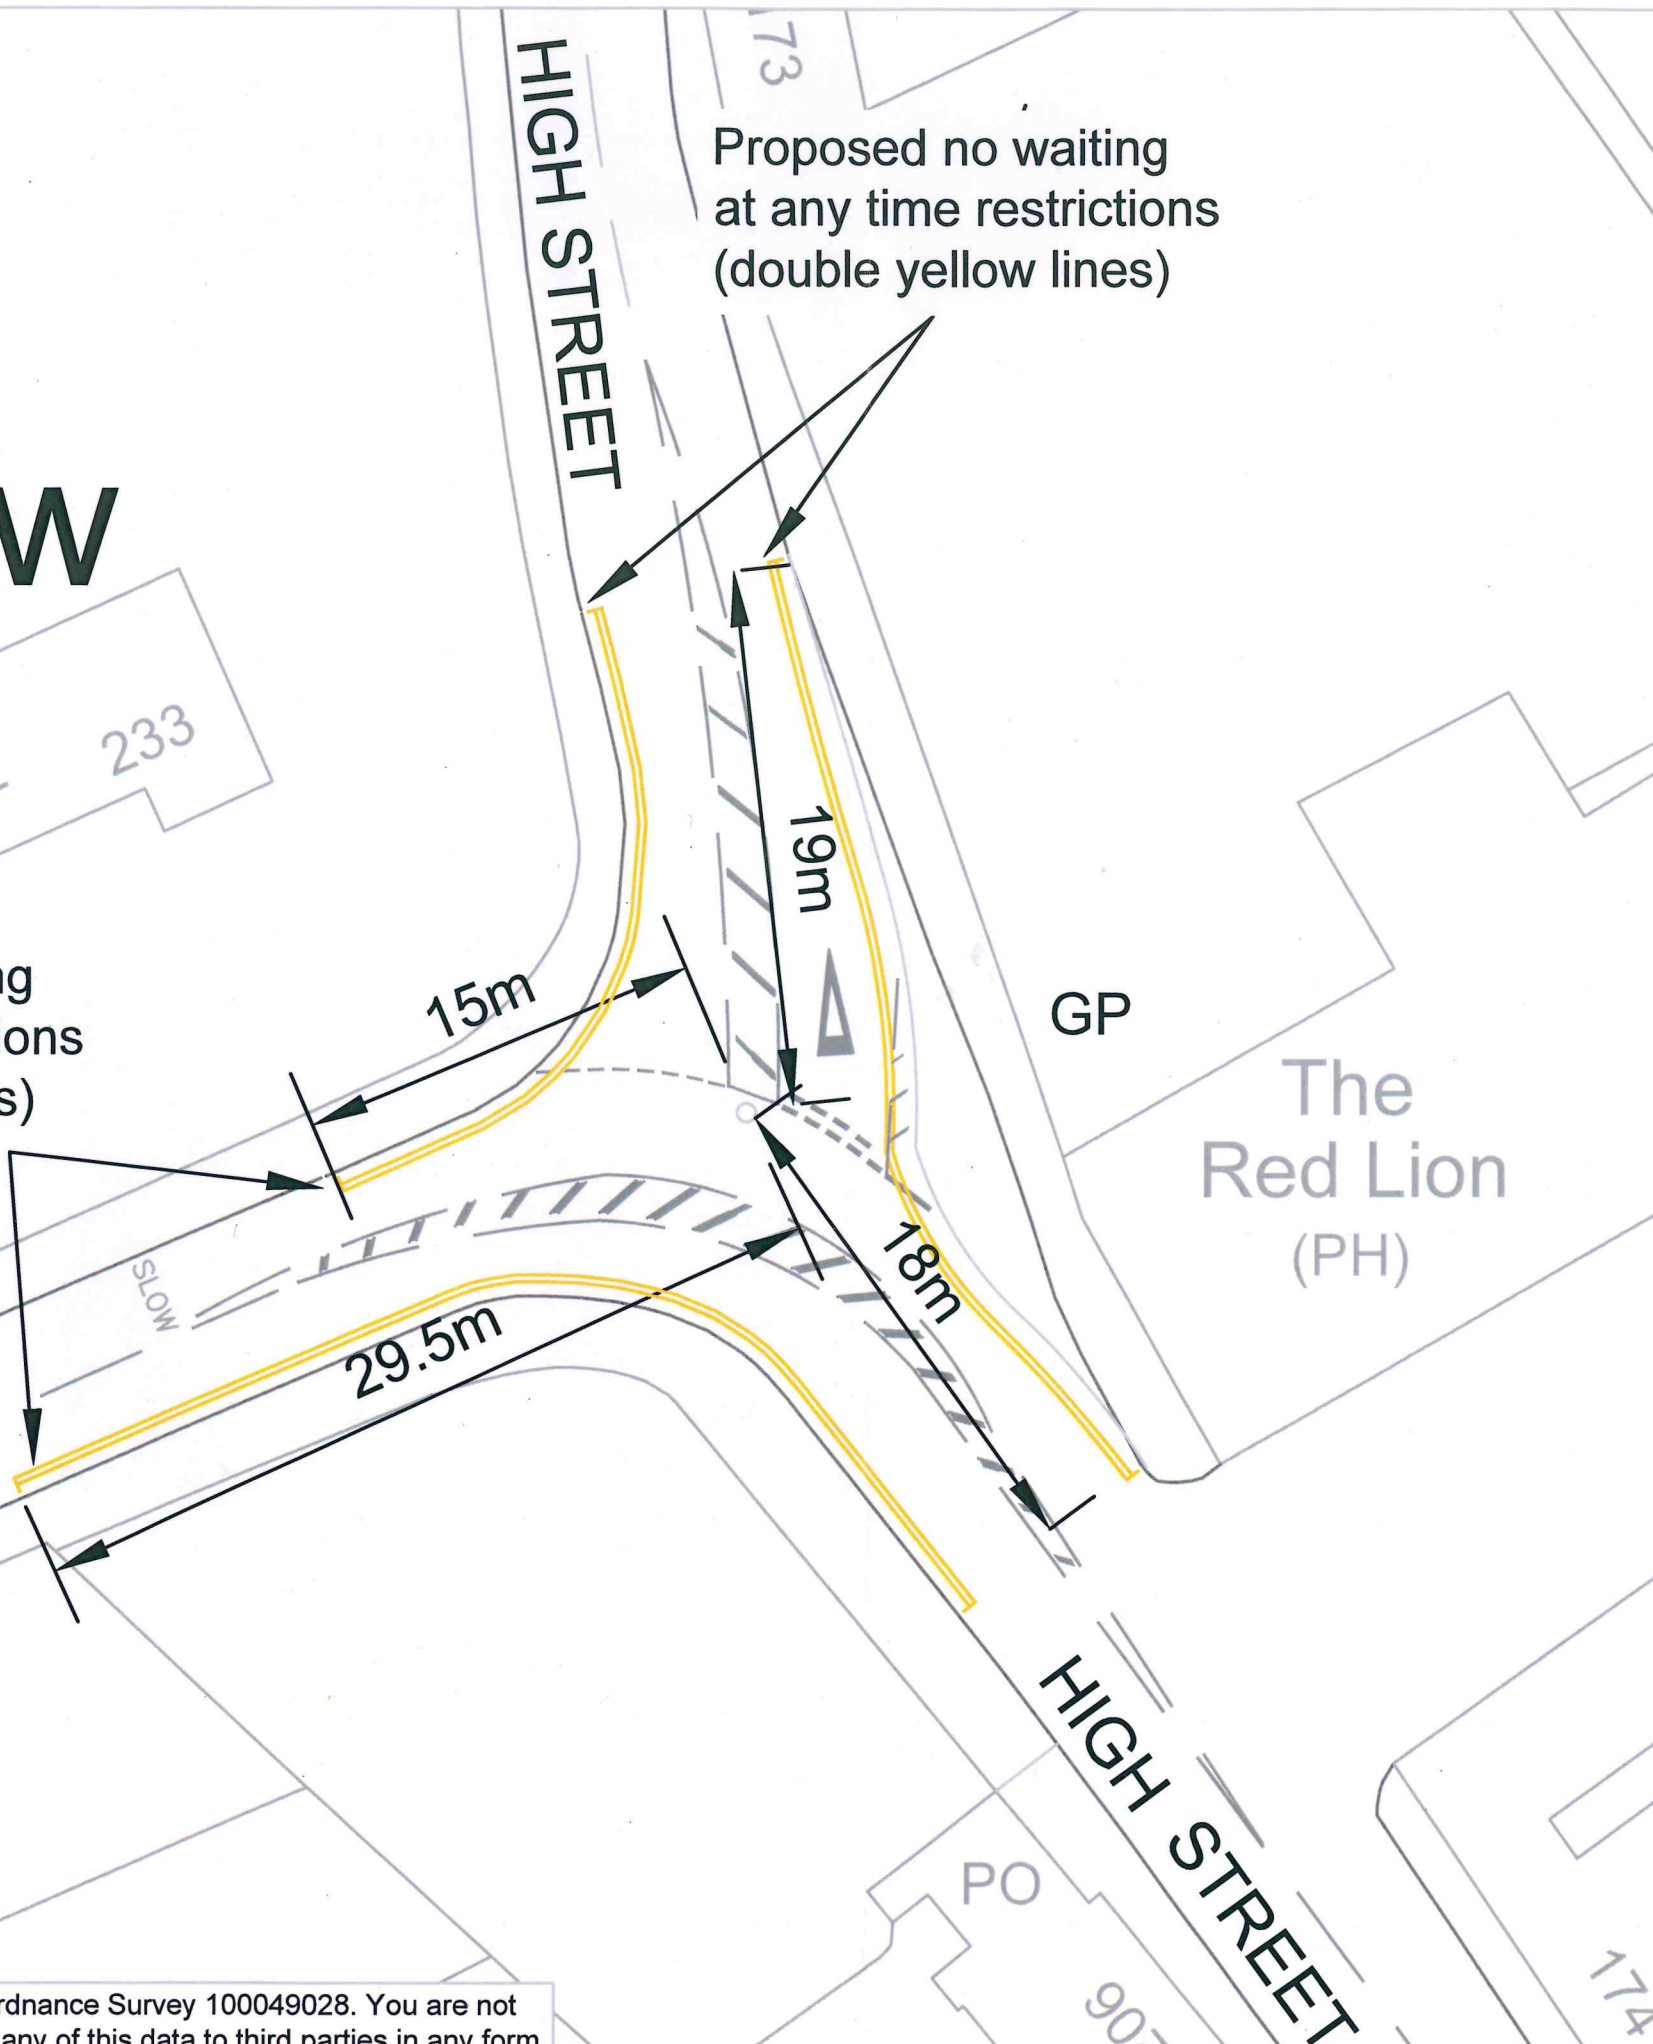 173
HIGH STREET
Proposed no waiting
at any time restrictions
(double yellow lines)
W
233
19m
15m
ng
ons
s)
GP
The
Red Lion
(PH)
SLOW
18m
29.5m
HIGH STREET
PO
174
rdnance Survey 100049028. You are not
any of this data to third parties in any form